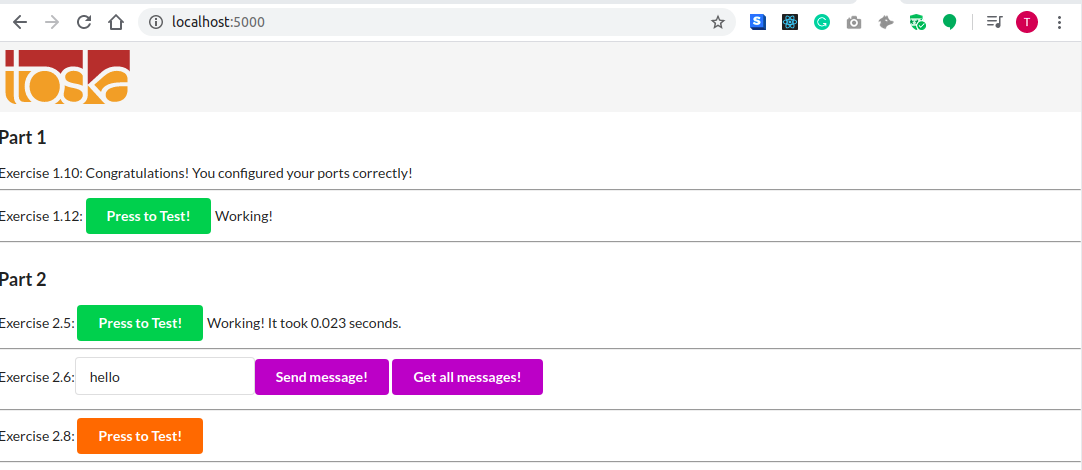 localhost:5000
T
toska
Part 1
Exercise 1.10: Congratulations! You configured your ports correctly!
Exercise 1.12: Press to Test! Working!
Part 2
Exercise 2.5: Press to Test! Working! It took 0.023 seconds.
Exercise 2.6: hello Send message! Get all messages!
Exercise 2.8: Press to Test!